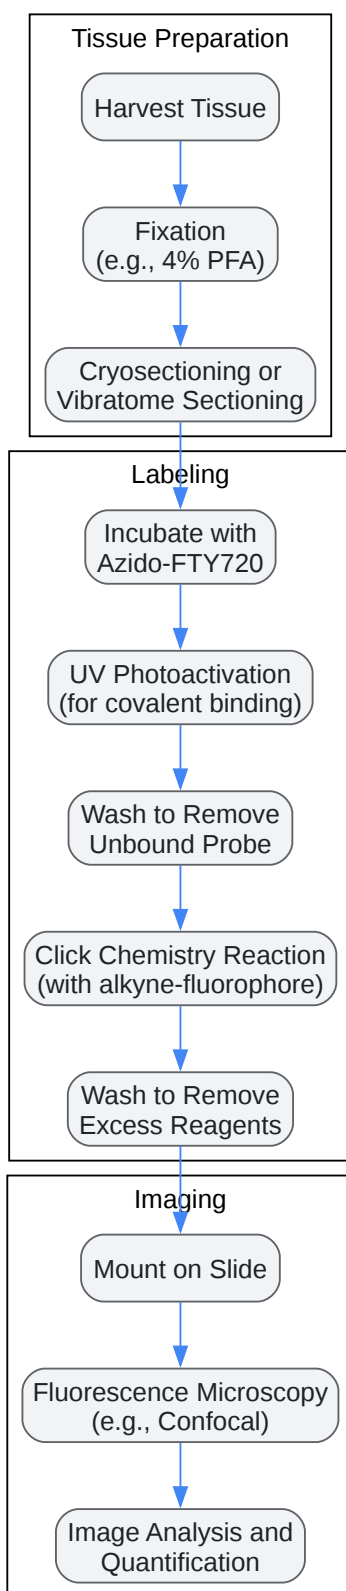 Tissue Preparation
Harvest Tissue
Fixation
(e.g., 4% PFA)
Cryosectioning or
Vibratome Sectioning
Labeling
Incubate with
Azido-FTY720
UV Photoactivation
(for covalent binding)
Wash to Remove
Unbound Probe
Click Chemistry Reaction
(with alkyne-fluorophore)
Wash to Remove
Excess Reagents
Imaging
Mount on Slide
Fluorescence Microscopy
(e.g., Confocal)
Image Analysis and
Quantification